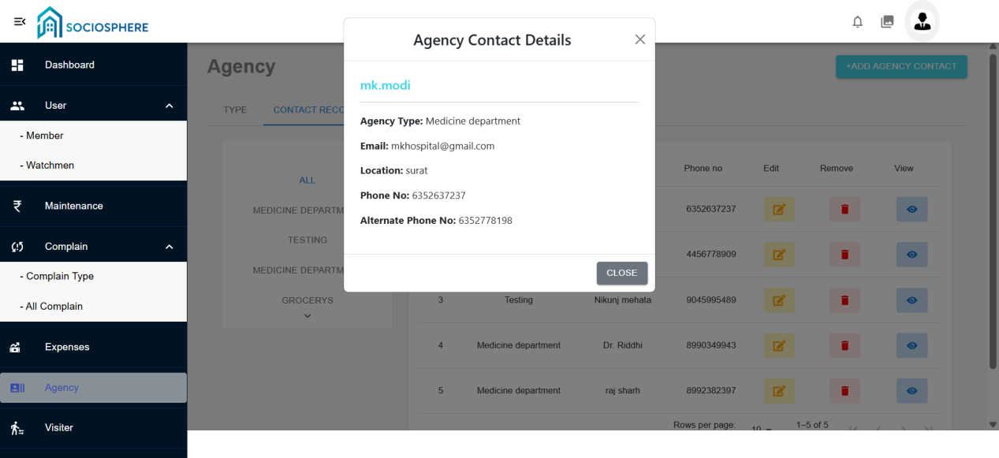 SOCIOSPHERE
Dashboard
User
- Member
- Watchmen
Maintenance
Complain
- Complain Type
- All Complain
Expenses
Agency
Visiter
Agency
+ADD AGENCY CONTACT
TYPE
CONTACT RECO
ALL
MEDICINE DEPARTM
TESTING
MEDICINE DEPARTM
GROCERYS
Agency Contact Details
mk.modi
Agency Type: Medicine department
Email: mkhospital@gmail.com
Location: surat
Phone No: 6352637237
Alternate Phone No: 6352778198
CLOSE
Phone no Edit Remove View
6352637237
4456778909
3 Testing Nikunj mehata 9045995489
4 Medicine department Dr. Riddhi 8990349943
5 Medicine department raj sharh 8992382397
Rows per page: 10 1–5 of 5